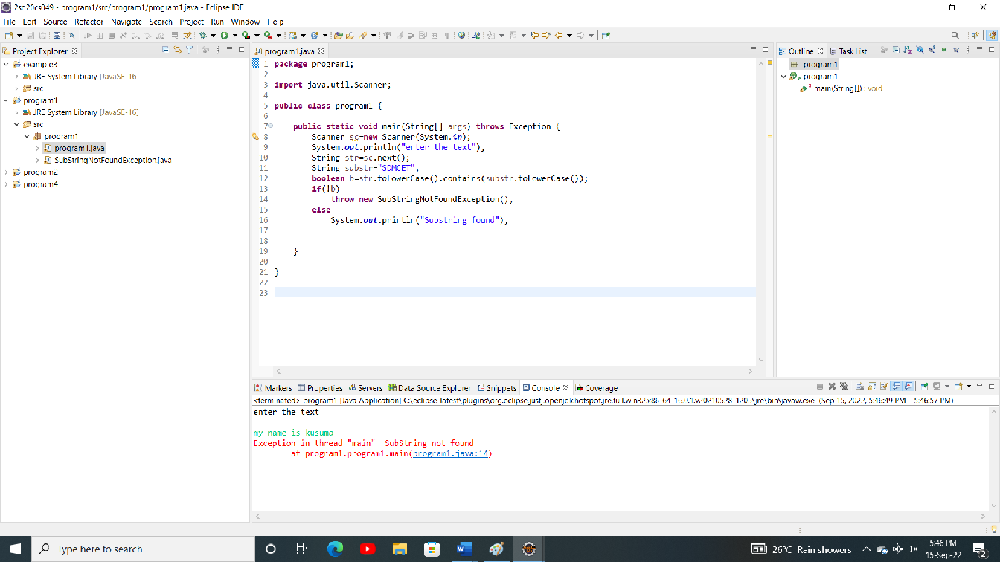 2sd20cs049 - program1/src/program1/program1.java - Eclipse IDE
File Edit Source Refactor Navigate Search Project Run Window Help
Project Explorer
example3
JRE System Library [JavaSE-16]
src
program1
JRE System Library [JavaSE-16]
src
program1
program1.java
SubStringNotFoundException.java
program2
program4
program1.java
1 package program1;
2
3 import java.util.Scanner;
4
5 public class program1 {
6
7 public static void main(String[] args) throws Exception {
8 Scanner sc=new Scanner(System.in);
9 System.out.println("enter the text");
10 String str=sc.next();
11 String substr="SDMCET";
12 boolean b=str.toLowerCase().contains(substr.toLowerCase());
13 if(!b)
14 throw new SubStringNotFoundException();
15 else
16 System.out.println("Substring found");
17
18
19 }
20
21 }
22
23
Outline Task List
program1
program1
main(String[]) : void
Markers Properties Servers Data Source Explorer Snippets Console Coverage
<terminated> program1 [Java Application] C:\eclipse-latest\plugins\org.eclipse.justj.openjdk.hotspot.jre.full.win32.x86_64_16.0.1.v20210528-1205\jre\bin\javaw.exe (Sep 15, 2022, 5:46:49 PM – 5:46:57 PM)
enter the text
my name is kusuma
Exception in thread "main" SubString not found
at program1.program1.main(program1.java:14)
Type here to search
26°C Rain showers
5:46 PM
15-Sep-22
2